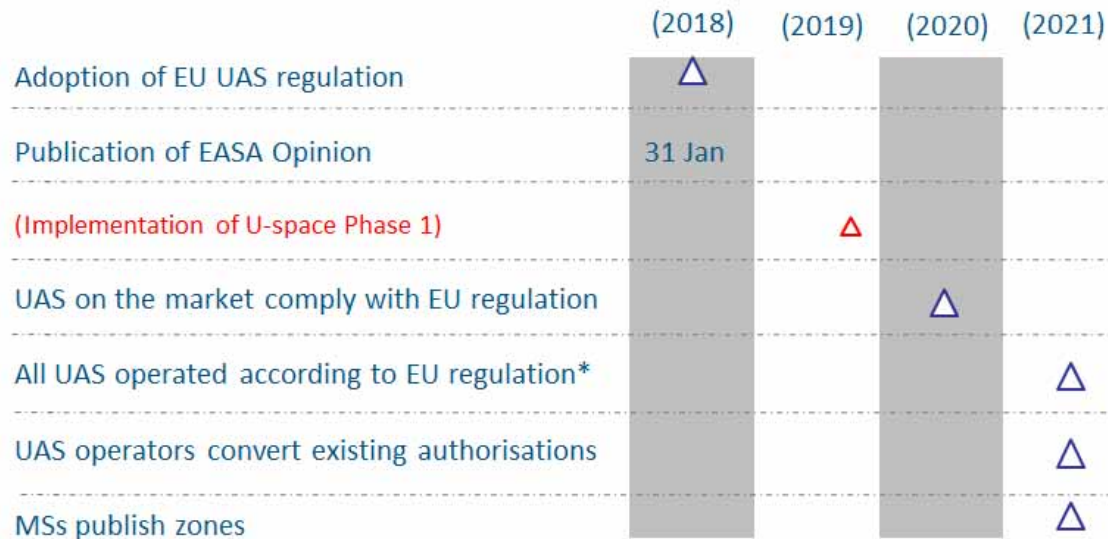 (2018) (2019) (2020) (2021)
Adoption of EU UAS regulation
Publication of EASA Opinion 31 Jan
(Implementation of U-space Phase 1)
UAS on the market comply with EU regulation
All UAS operated according to EU regulation*
UAS operators convert existing authorisations
MSs publish zones